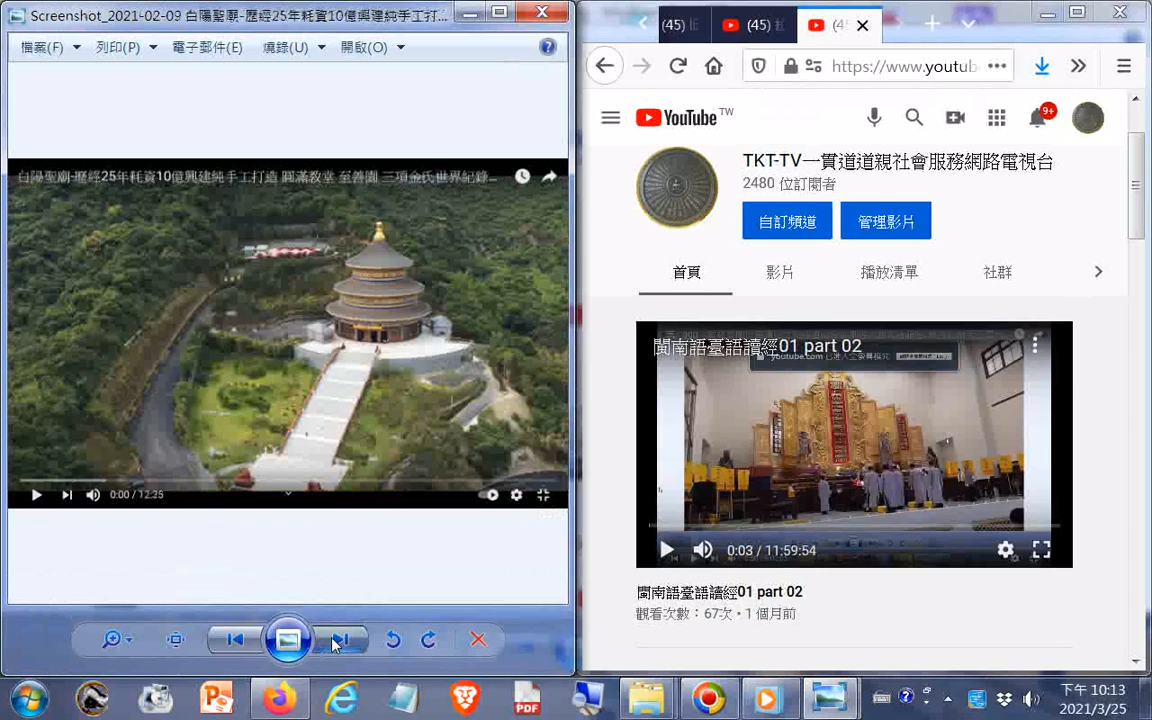 Screenshot_2021-02-09 白陽聖廟-歷經25年耗資10億興建純手工打...
檔案(F) 列印(P) 電子郵件(E) 燒錄(U) 開啟(O)
白陽聖廟-歷經25年耗資10億興建純手工打造 圓滿教堂 至善園 三項金氏世界紀錄...
0:00 / 12:25
(45)
(45)
(4
https://www.youtub
YouTube TW
9+
TKT-TV一貫道道親社會服務網路電視台
2480 位訂閱者
自訂頻道 管理影片
首頁 影片 播放清單 社群
閩南語臺語讀經01 part 02
0:03 / 11:59:54
閩南語臺語讀經01 part 02
觀看次數：67次 • 1 個月前
PDF
下午 10:13
2021/3/25